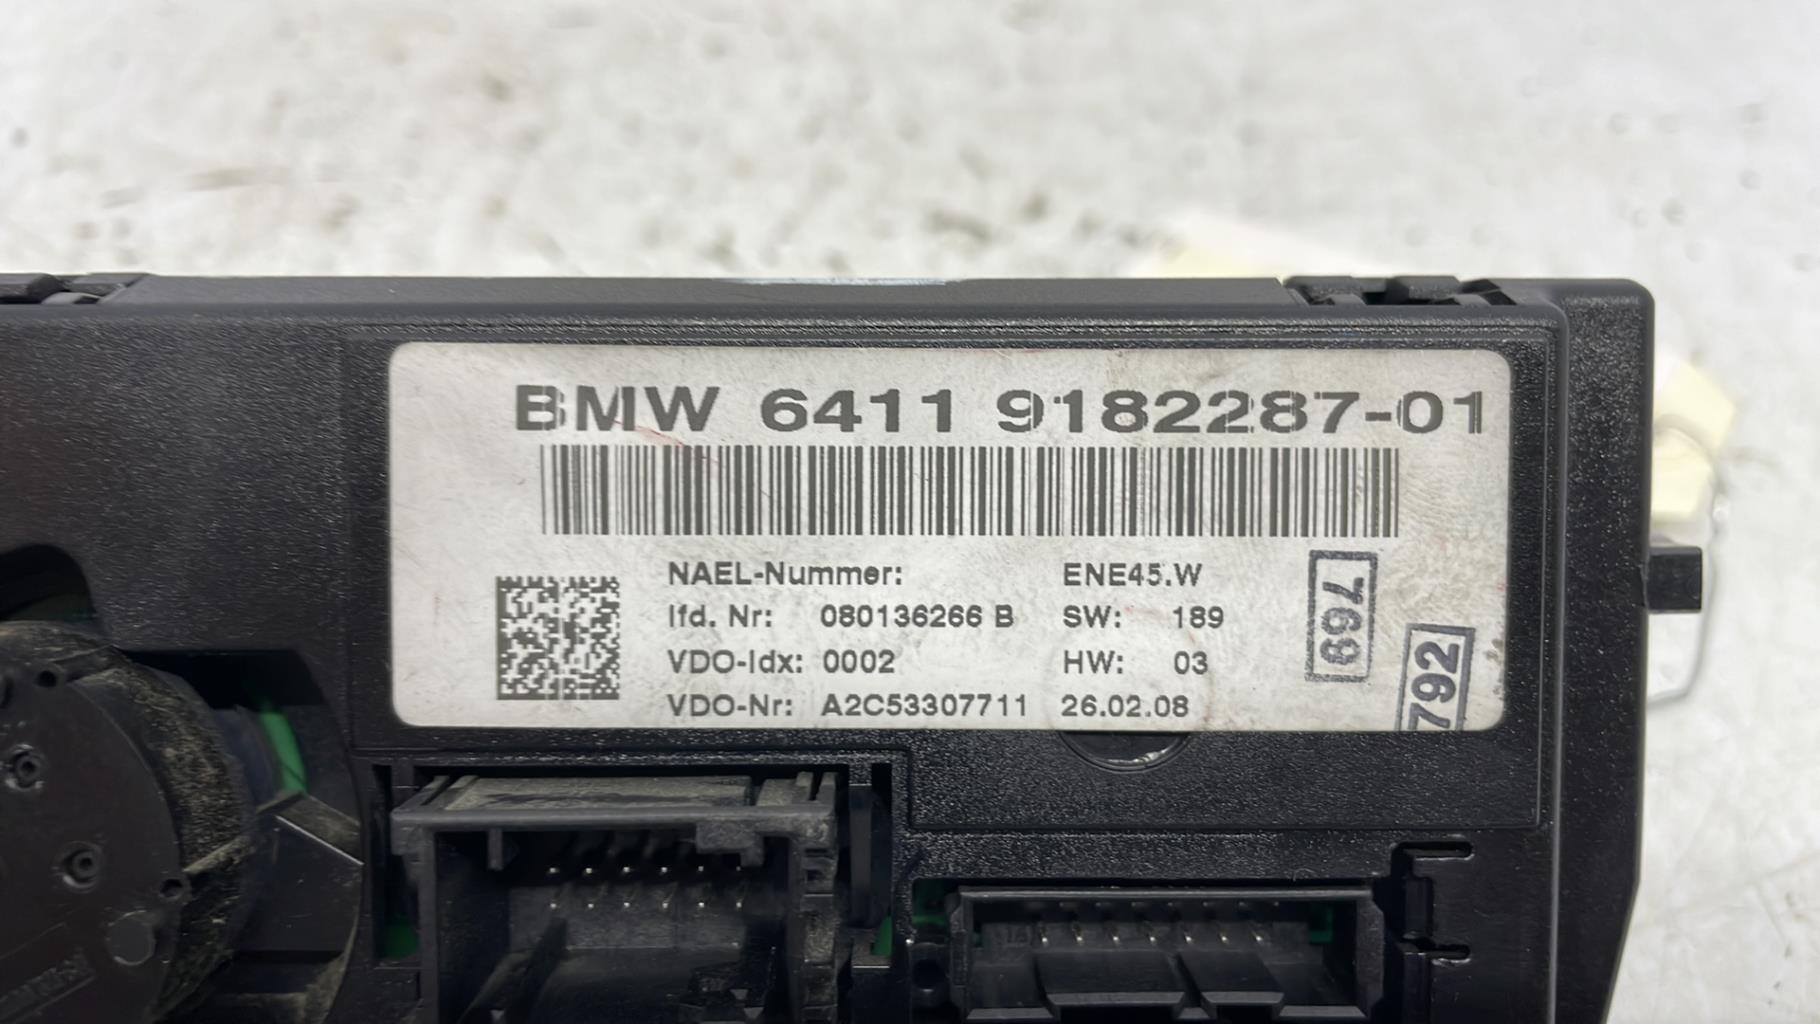 BMW 6411 9182287-01
NAEL-Nummer: ENE45.W
lfd. Nr: 080136266 B SW: 189
VDO-Idx: 0002 HW: 03
VDO-Nr: A2C53307711 26.02.08
768
792